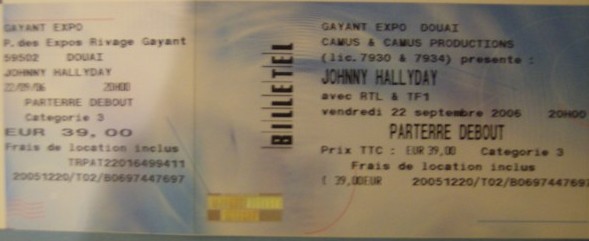 GAYANT EXPO
P.des Expos Rivage Gayant
59502 DOUAI
JOHNNY HALLYDAY
22/09/06 20H00
PARTERRE DEBOUT
Categorie 3
EUR 39,00
Frais de location inclus
TRPAT22016499411
20051220/T02/B0697447697
BILLETEL
GAYANT EXPO DOUAI
CAMUS & CAMUS PRODUCTIONS
(lic.7930 & 7934) presente :
JOHNNY HALLYDAY
avec RTL & TF1
vendredi 22 septembre 2006 20H00
PARTERRE DEBOUT
Prix TTC : EUR 39,00 Categorie 3
Frais de location inclus
( 39,00EUR 20051220/T02/B0697447697